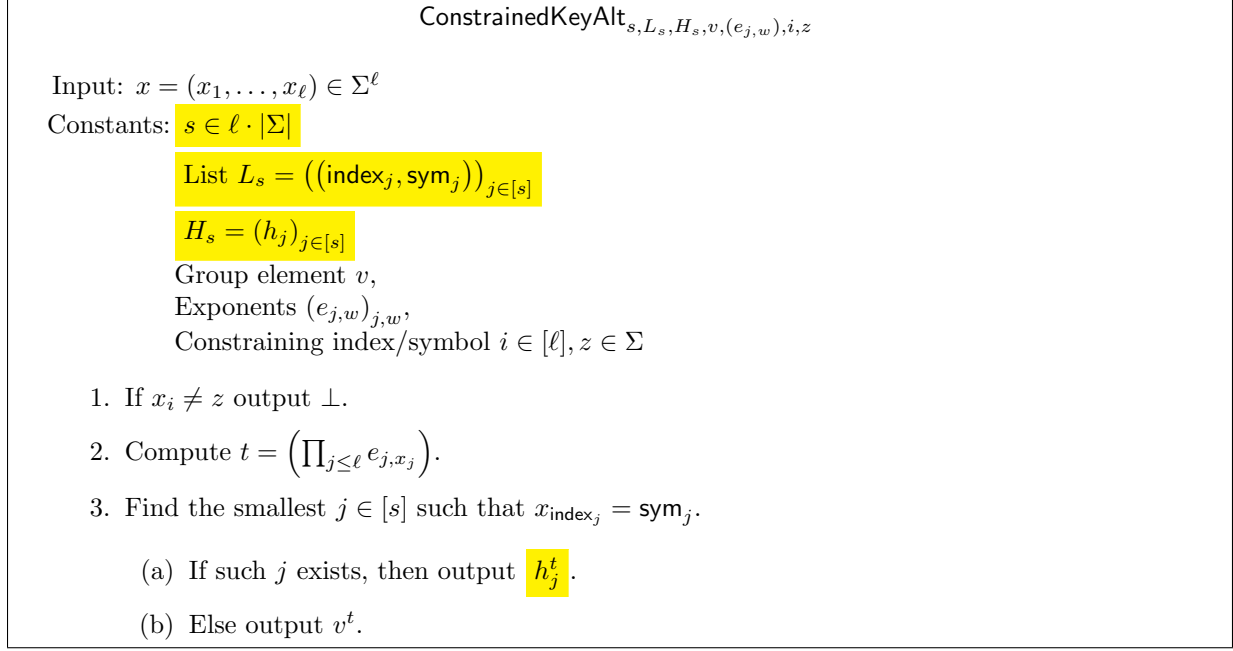 ConstrainedKeyAlt_{s,L_s,H_s,v,(e_{j,w}),i,z}
Input: x = (x_1, …, x_ℓ) ∈ Σ^ℓ
Constants: s ∈ ℓ · |Σ|
List L_s = ((index_j, sym_j))_{j∈[s]}
H_s = (h_j)_{j∈[s]}
Group element v,
Exponents (e_{j,w})_{j,w},
Constraining index/symbol i ∈ [ℓ], z ∈ Σ
1. If x_i ≠ z output ⊥.
2. Compute t = (∏_{j≤ℓ} e_{j,x_j}).
3. Find the smallest j ∈ [s] such that x_{index_j} = sym_j.
(a) If such j exists, then output h_j^t.
(b) Else output v^t.